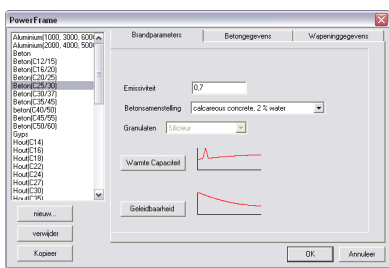 PowerFrame
Aluminium(1000, 3000, 600
Aluminium(2000, 4000, 500
Beton
Beton(C12/15)
Beton(C16/20)
Beton(C20/25)
Beton(C25/30)
Beton(C30/37)
Beton(C35/45)
beton(C40/50)
Beton(C45/55)
Beton(C50/60)
Gyps
Hout(C14)
Hout(C16)
Hout(C18)
Hout(C22)
Hout(C24)
Hout(C27)
Hout(C30)
Hout(C35)
nieuw...
verwijder
Kopieer
Brandparameters
Betongegevens
Wapeninggegevens
Emissiviteit
0,7
Betonsamenstelling
calcareous concrete, 2 % water
Granulaten
Silicieur
Warmte Capaciteit
Geleidbaarheid
OK
Annuleer